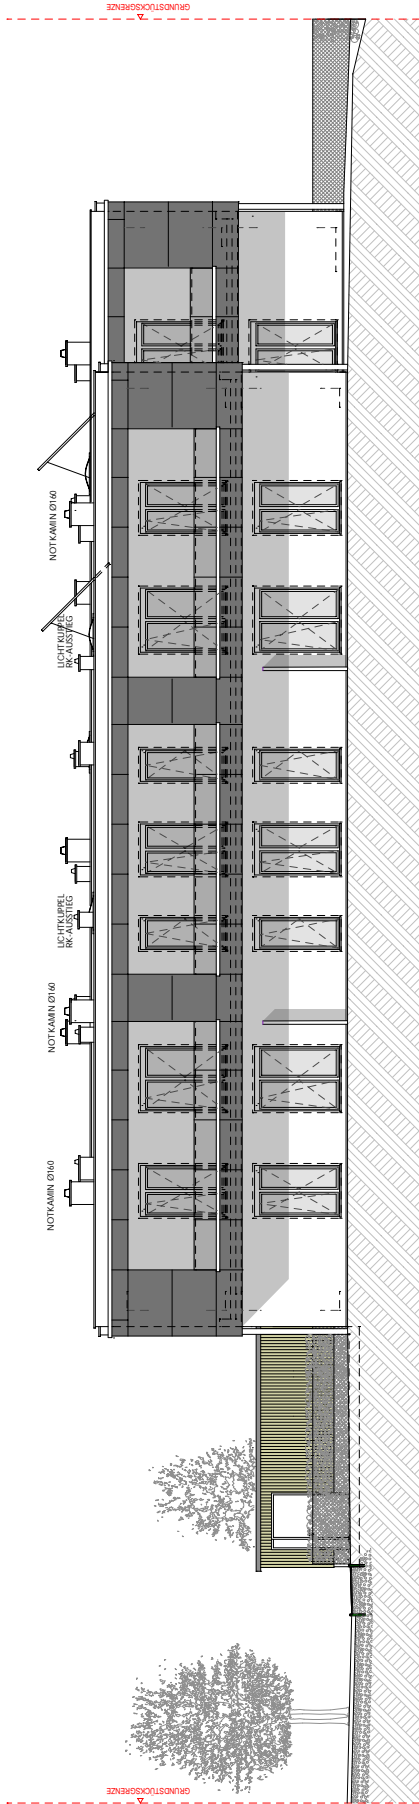 GRUNDSTÜCKSGRENZE
NOTKAMIN Ø160
LICHTKUPPEL
RK-AUSSTIEG
LICHTKUPPEL
RK-AUSSTIEG
NOTKAMIN Ø160
NOTKAMIN Ø160
GRUNDSTÜCKSGRENZE